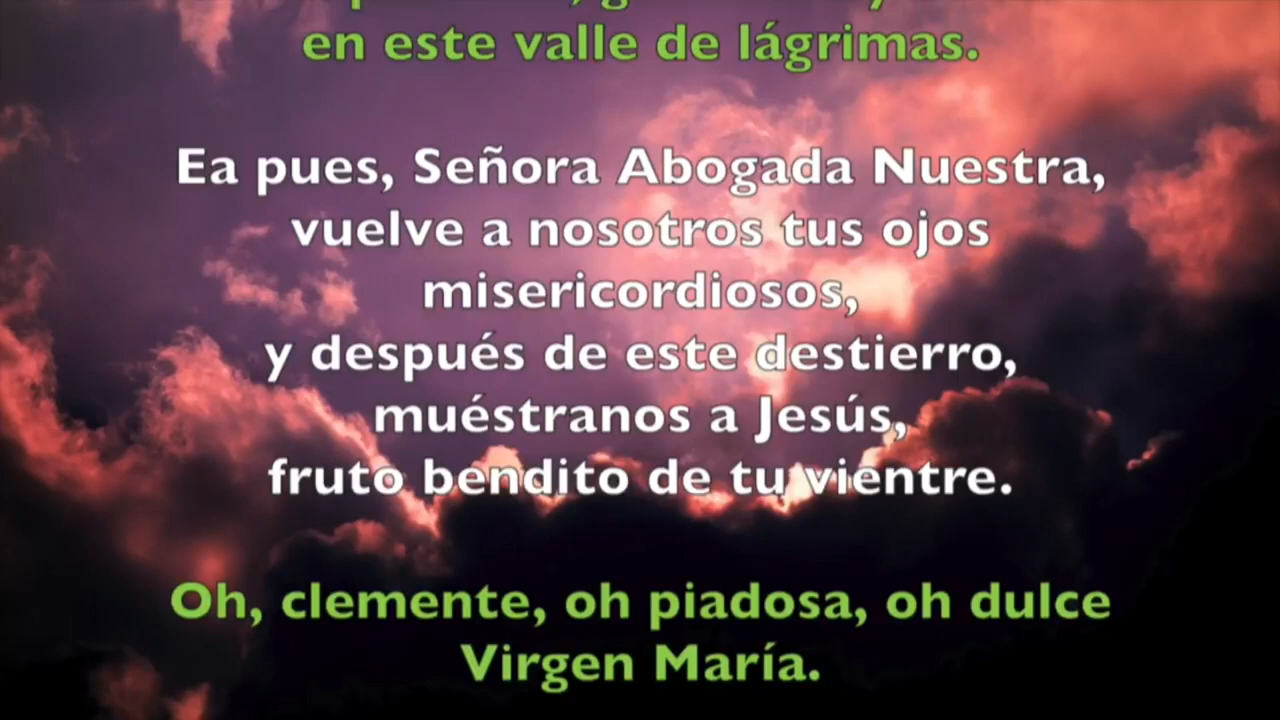 en este valle de lágrimas.
Ea pues, Señora Abogada Nuestra,
vuelve a nosotros tus ojos
misericordiosos,
y después de este destierro,
muéstranos a Jesús,
fruto bendito de tu vientre.
Oh, clemente, oh piadosa, oh dulce
Virgen María.